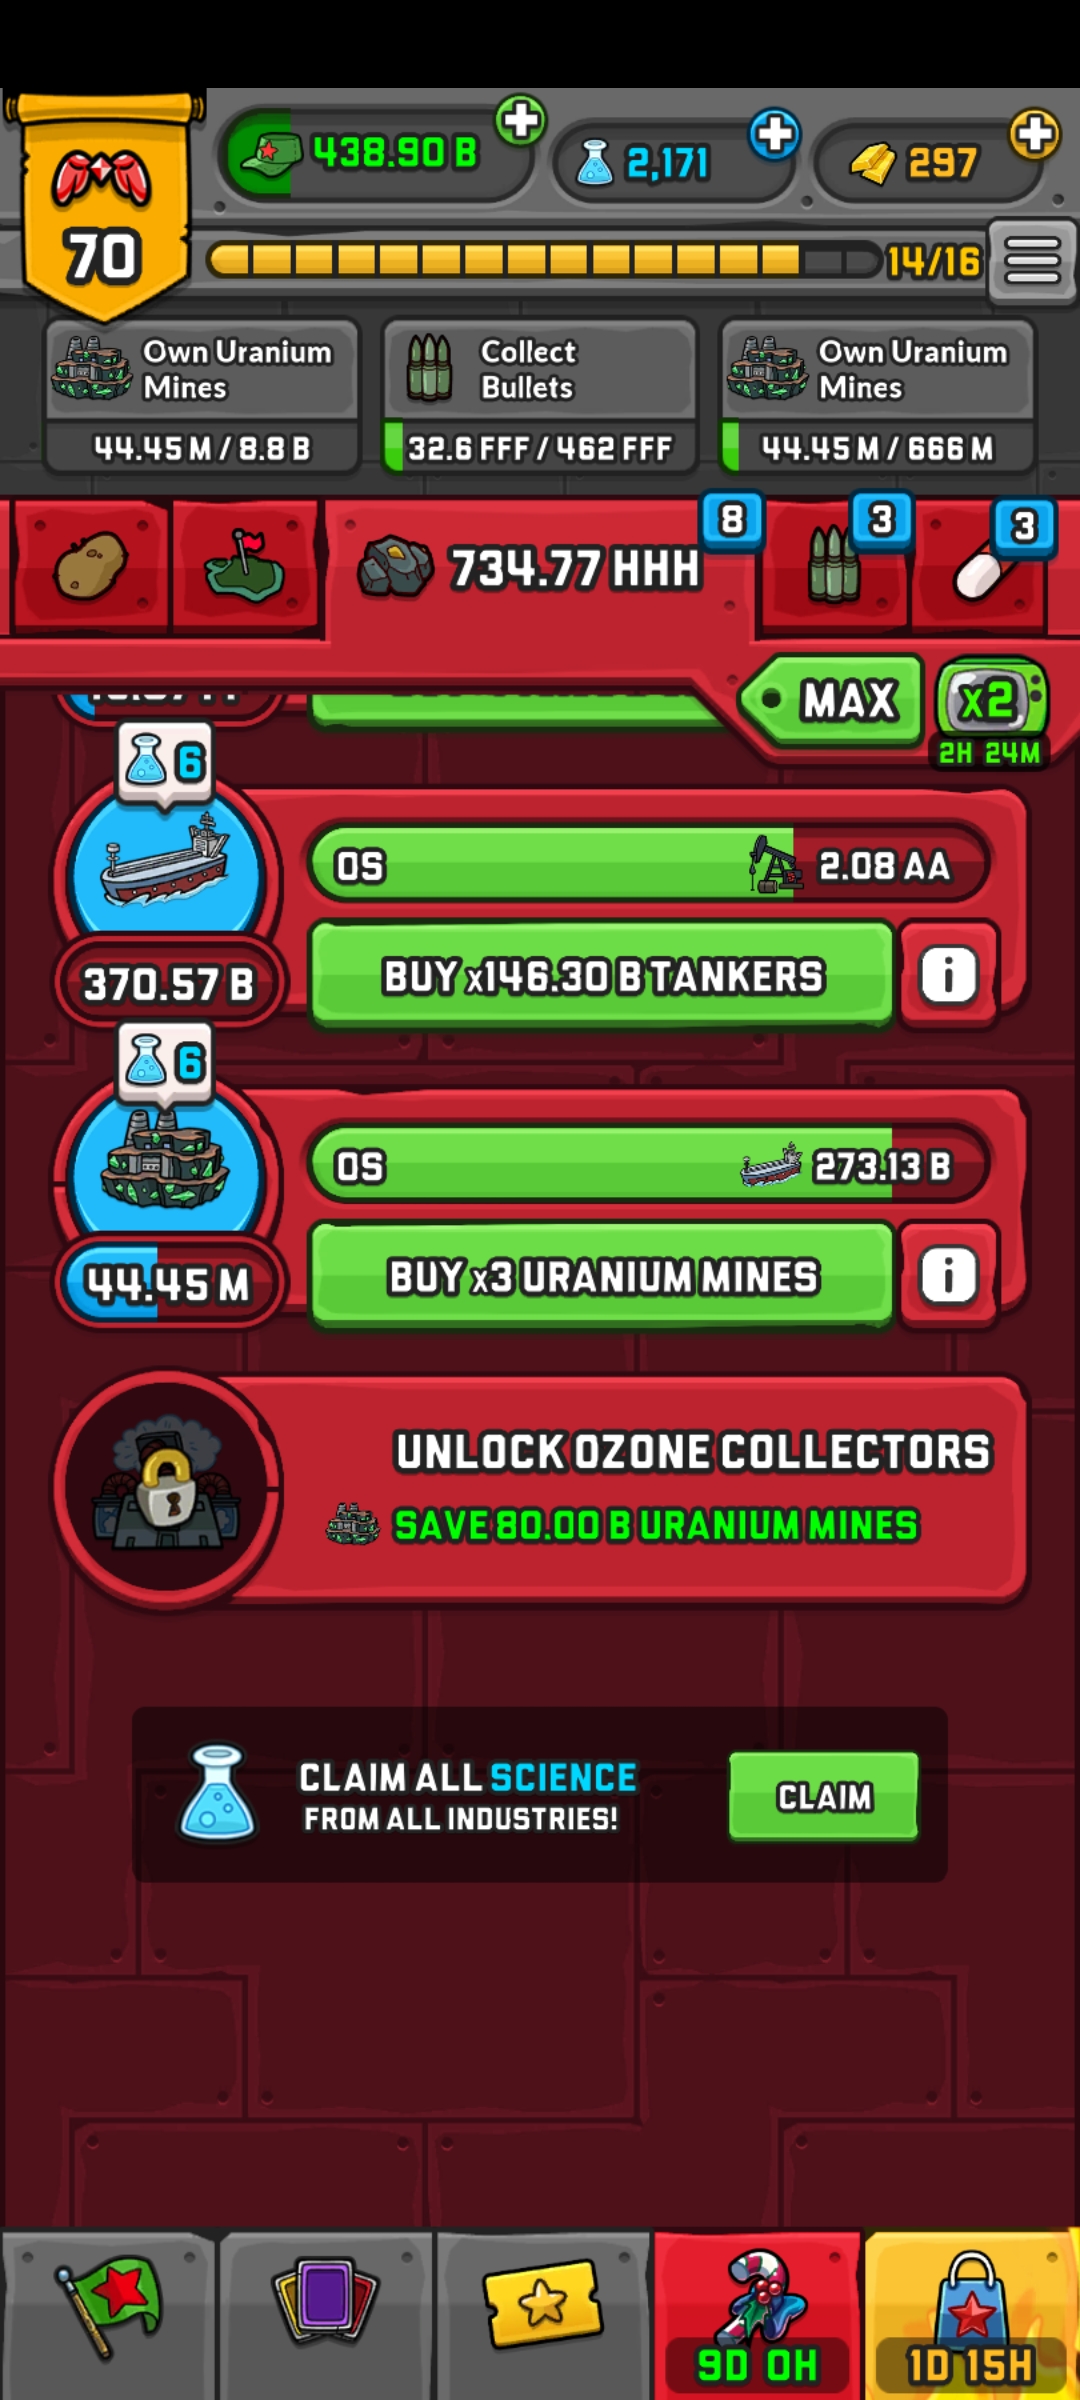 438.90 B
2,171
297
70
14/16
Own Uranium
Mines
44.45 M / 8.8 B
Collect
Bullets
32.6 FFF / 462 FFF
Own Uranium
Mines
44.45 M / 666 M
734.77 HHH
8
3
3
MAX
x2
2H 24M
6
0S
2.08 AA
370.57 B
BUY x146.30 B TANKERS
i
6
0S
273.13 B
44.45 M
BUY x3 URANIUM MINES
i
UNLOCK OZONE COLLECTORS
SAVE 80.00 B URANIUM MINES
CLAIM ALL SCIENCE
FROM ALL INDUSTRIES!
CLAIM
9D 0H
1D 15H